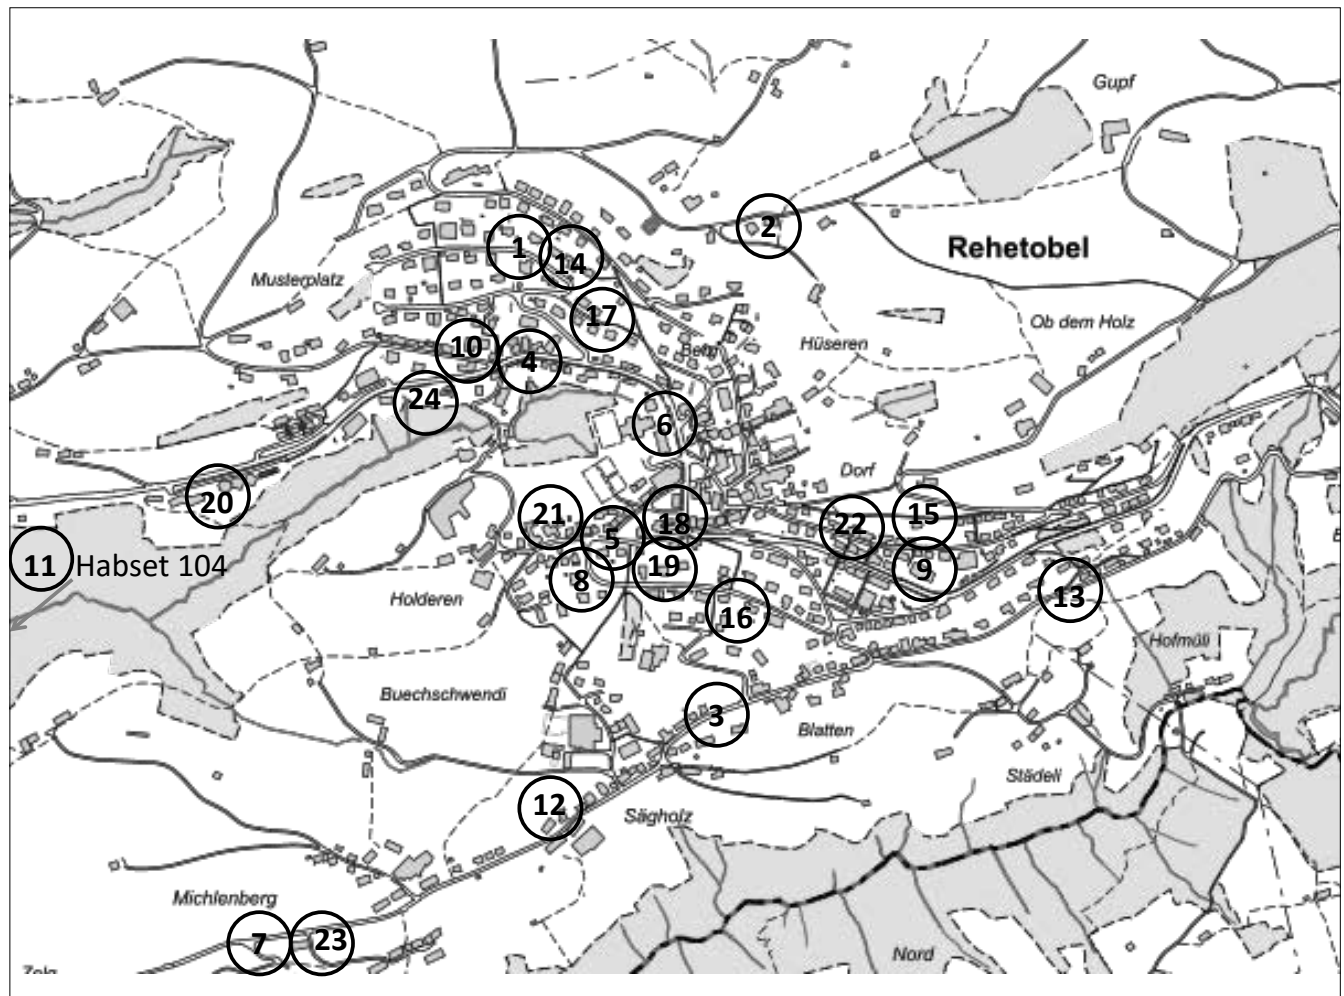 Gupf
2
1
Rehetobel
14
Musterplatz
17
Ob dem Holz
Hüseren
10
4
24
6
Dorf
20
21
18
22
15
5
11 Habset 104
19
9
8
13
Holderen
16
Hofmüli
Buechschwendi
3
Blatten
Städeli
12
Sägholz
Michlenberg
7
23
Nord